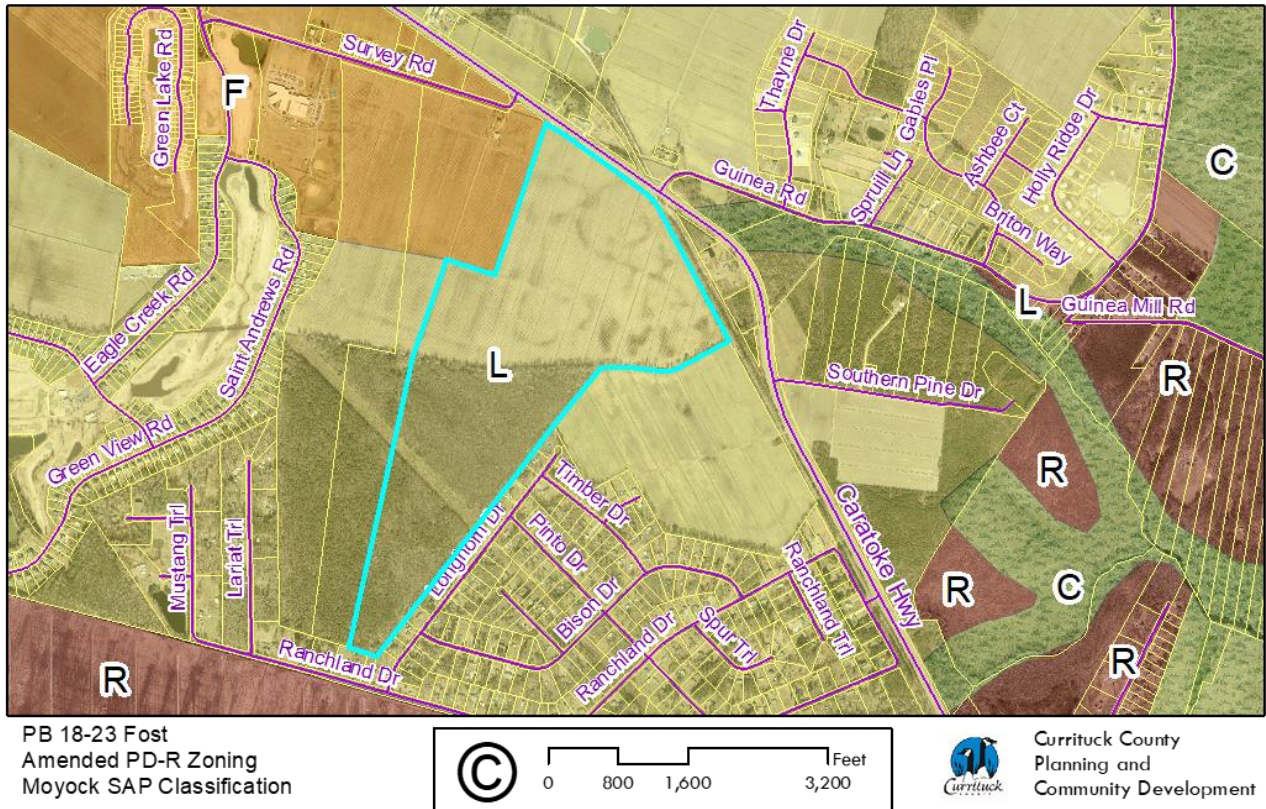 Green Lake Rd
F
Survey Rd
Thayne Dr
Gables Pl
Ashbee Ct
Holly Ridge Dr
C
Guinea Rd
Spruill Ln
Briton Way
L
Guinea Mill Rd
Eagle Creek Rd
Saint Andrews Rd
L
Southern Pine Dr
R
Green View Rd
R
Mustang Trl
Lariat Trl
Longhorn Dr
Timber Dr
Pinto Dr
Bison Dr
Ranchland Dr
Spur Trl
Ranchland Trl
Caratoke Hwy
R
C
R
Ranchland Dr
R
PB 18-23 Fost
Amended PD-R Zoning
Moyock SAP Classification
©
Feet
0 800 1,600 3,200
Currituck
COUNTY
Currituck County
Planning and
Community Development